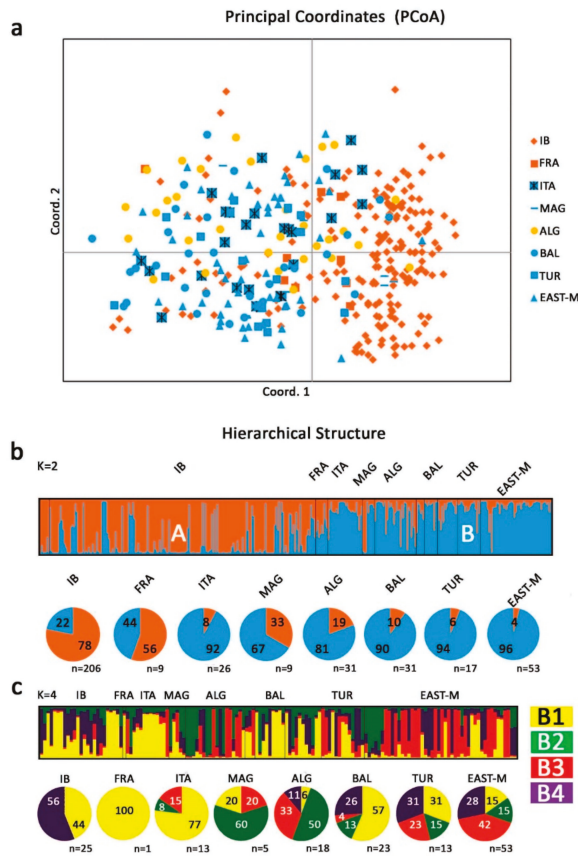 Principal Coordinates (PCoA)
a
Coord. 2
Coord. 1
IB
FRA
ITA
MAG
ALG
BAL
TUR
EAST-M
Hierarchical Structure
b
K=2 IB FRA ITA MAG ALG BAL TUR EAST-M
A B
IB FRA ITA MAG ALG BAL TUR EAST-M
22 78 44 56 8 92 33 67 19 81 10 90 6 94 4 96
n=206 n=9 n=26 n=9 n=31 n=31 n=17 n=53
c
K=4 IB FRA ITA MAG ALG BAL TUR EAST-M
B1
B2
B3
B4
IB FRA ITA MAG ALG BAL TUR EAST-M
56 44 100 15 8 77 20 20 60 11 6 33 50 26 57 4 13 31 31 23 15 28 15 15 42
n=25 n=1 n=13 n=5 n=18 n=23 n=13 n=53